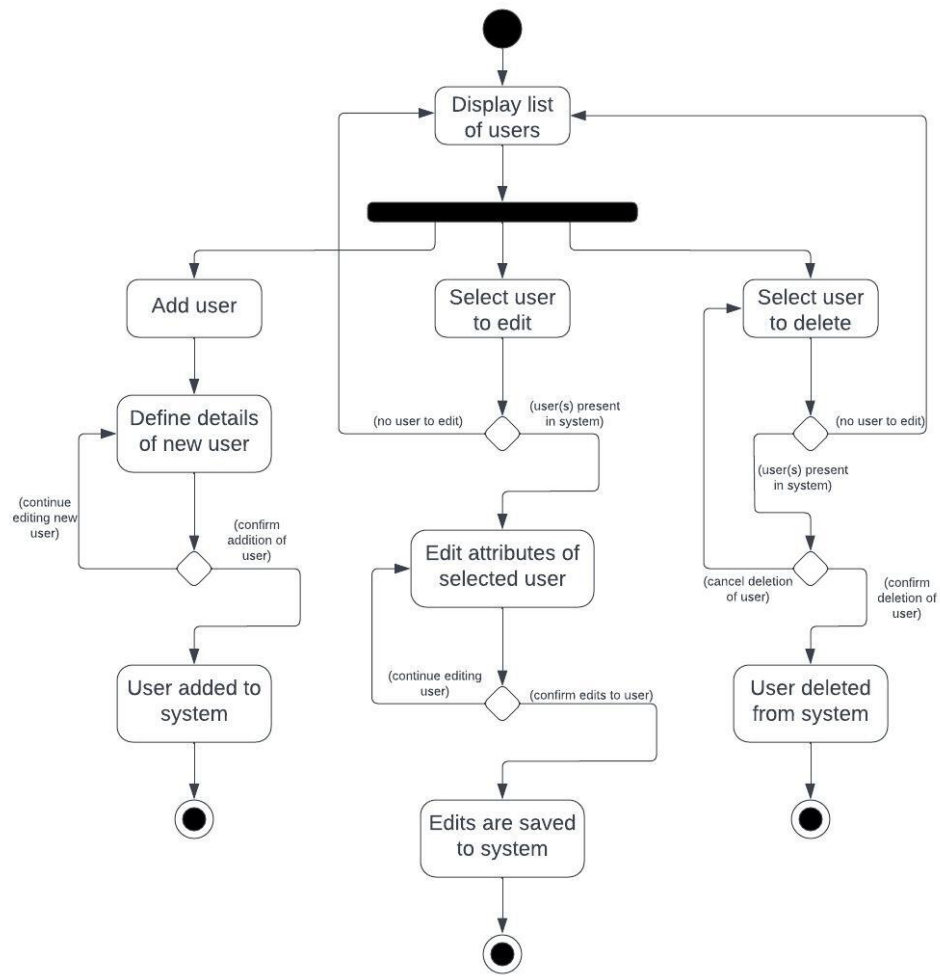 Display list
of users
Add user
Select user
to edit
Select user
to delete
Define details
of new user
(no user to edit)
(user(s) present
in system)
(no user to edit)
(user(s) present
in system)
(continue
editing new
user)
(confirm
addition of
user)
Edit attributes of
selected user
(cancel deletion
of user)
(confirm
deletion of
user)
User added to
system
(continue editing
user)
(confirm edits to user)
User deleted
from system
Edits are saved
to system